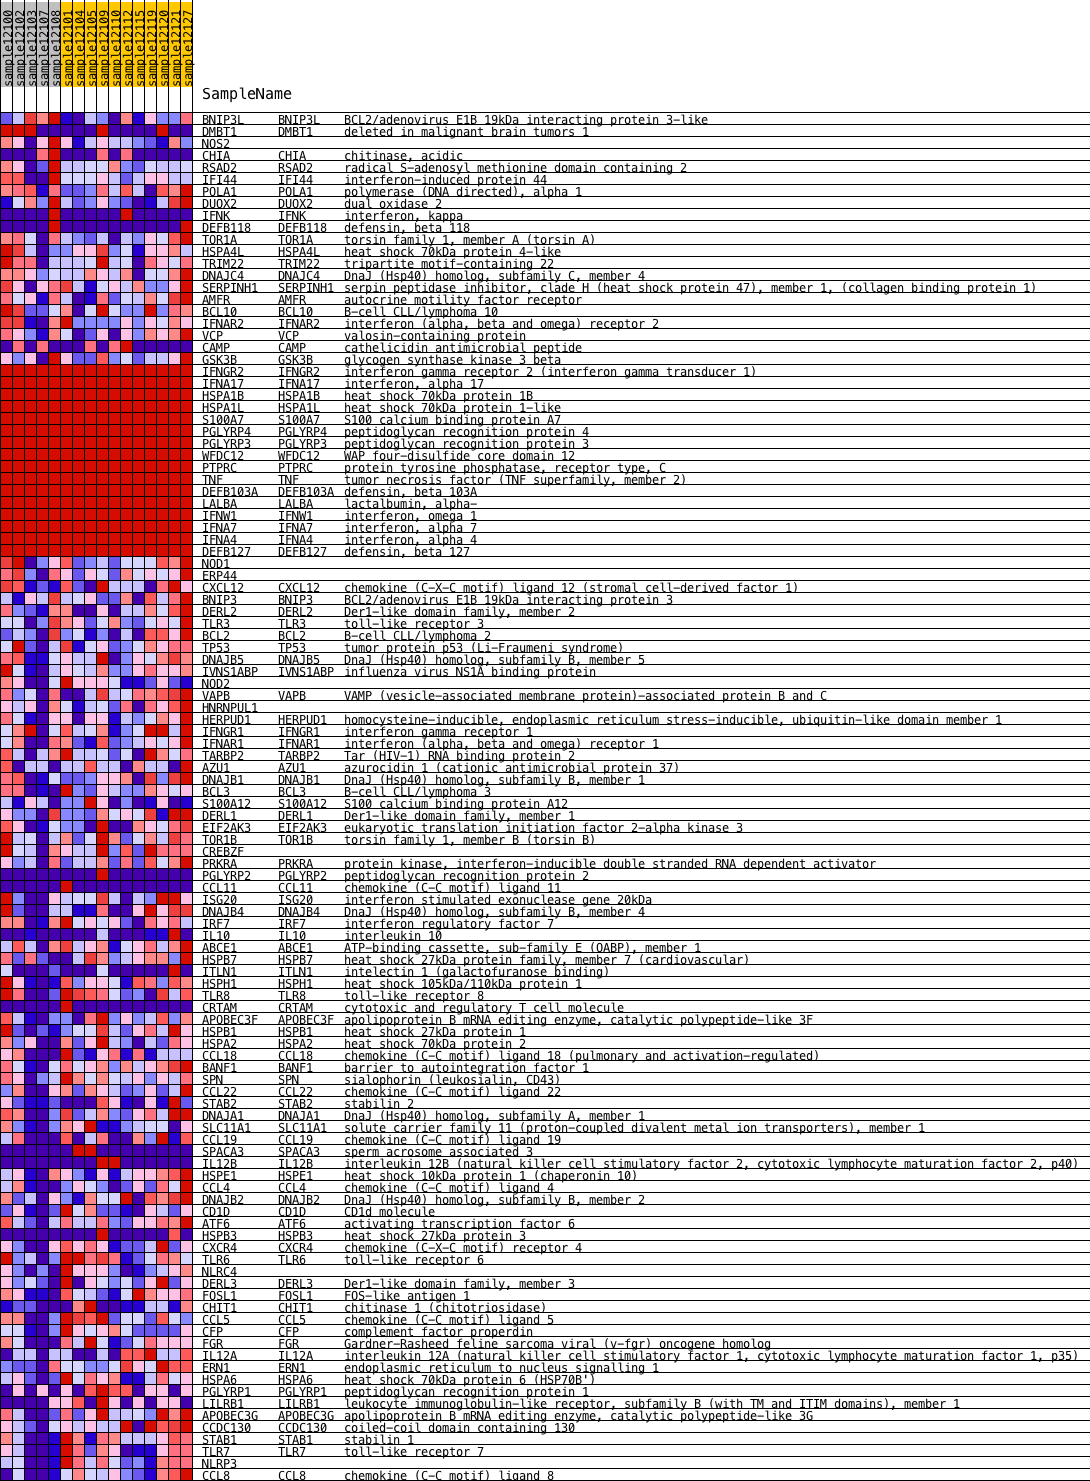 sample12100
sample12102
sample12103
sample12107
sample12108
sample12101
sample12104
sample12105
sample12109
sample12110
sample12112
sample12115
sample12119
sample12120
sample12121
sample12127
SampleName
BNIP3L BNIP3L BCL2/adenovirus E1B 19kDa interacting protein 3-like
DMBT1 DMBT1 deleted in malignant brain tumors 1
NOS2
CHIA CHIA chitinase, acidic
RSAD2 RSAD2 radical S-adenosyl methionine domain containing 2
IFI44 IFI44 interferon-induced protein 44
POLA1 POLA1 polymerase (DNA directed), alpha 1
DUOX2 DUOX2 dual oxidase 2
IFNK IFNK interferon, kappa
DEFB118 DEFB118 defensin, beta 118
TOR1A TOR1A torsin family 1, member A (torsin A)
HSPA4L HSPA4L heat shock 70kDa protein 4-like
TRIM22 TRIM22 tripartite motif-containing 22
DNAJC4 DNAJC4 DnaJ (Hsp40) homolog, subfamily C, member 4
SERPINH1 SERPINH1 serpin peptidase inhibitor, clade H (heat shock protein 47), member 1, (collagen binding protein 1)
AMFR AMFR autocrine motility factor receptor
BCL10 BCL10 B-cell CLL/lymphoma 10
IFNAR2 IFNAR2 interferon (alpha, beta and omega) receptor 2
VCP VCP valosin-containing protein
CAMP CAMP cathelicidin antimicrobial peptide
GSK3B GSK3B glycogen synthase kinase 3 beta
IFNGR2 IFNGR2 interferon gamma receptor 2 (interferon gamma transducer 1)
IFNA17 IFNA17 interferon, alpha 17
HSPA1B HSPA1B heat shock 70kDa protein 1B
HSPA1L HSPA1L heat shock 70kDa protein 1-like
S100A7 S100A7 S100 calcium binding protein A7
PGLYRP4 PGLYRP4 peptidoglycan recognition protein 4
PGLYRP3 PGLYRP3 peptidoglycan recognition protein 3
WFDC12 WFDC12 WAP four-disulfide core domain 12
PTPRC PTPRC protein tyrosine phosphatase, receptor type, C
TNF TNF tumor necrosis factor (TNF superfamily, member 2)
DEFB103A DEFB103A defensin, beta 103A
LALBA LALBA lactalbumin, alpha-
IFNW1 IFNW1 interferon, omega 1
IFNA7 IFNA7 interferon, alpha 7
IFNA4 IFNA4 interferon, alpha 4
DEFB127 DEFB127 defensin, beta 127
NOD1
ERP44
CXCL12 CXCL12 chemokine (C-X-C motif) ligand 12 (stromal cell-derived factor 1)
BNIP3 BNIP3 BCL2/adenovirus E1B 19kDa interacting protein 3
DERL2 DERL2 Der1-like domain family, member 2
TLR3 TLR3 toll-like receptor 3
BCL2 BCL2 B-cell CLL/lymphoma 2
TP53 TP53 tumor protein p53 (Li-Fraumeni syndrome)
DNAJB5 DNAJB5 DnaJ (Hsp40) homolog, subfamily B, member 5
IVNS1ABP IVNS1ABP influenza virus NS1A binding protein
NOD2
VAPB VAPB VAMP (vesicle-associated membrane protein)-associated protein B and C
HNRNPUL1
HERPUD1 HERPUD1 homocysteine-inducible, endoplasmic reticulum stress-inducible, ubiquitin-like domain member 1
IFNGR1 IFNGR1 interferon gamma receptor 1
IFNAR1 IFNAR1 interferon (alpha, beta and omega) receptor 1
TARBP2 TARBP2 Tar (HIV-1) RNA binding protein 2
AZU1 AZU1 azurocidin 1 (cationic antimicrobial protein 37)
DNAJB1 DNAJB1 DnaJ (Hsp40) homolog, subfamily B, member 1
BCL3 BCL3 B-cell CLL/lymphoma 3
S100A12 S100A12 S100 calcium binding protein A12
DERL1 DERL1 Der1-like domain family, member 1
EIF2AK3 EIF2AK3 eukaryotic translation initiation factor 2-alpha kinase 3
TOR1B TOR1B torsin family 1, member B (torsin B)
CREBZF
PRKRA PRKRA protein kinase, interferon-inducible double stranded RNA dependent activator
PGLYRP2 PGLYRP2 peptidoglycan recognition protein 2
CCL11 CCL11 chemokine (C-C motif) ligand 11
ISG20 ISG20 interferon stimulated exonuclease gene 20kDa
DNAJB4 DNAJB4 DnaJ (Hsp40) homolog, subfamily B, member 4
IRF7 IRF7 interferon regulatory factor 7
IL10 IL10 interleukin 10
ABCE1 ABCE1 ATP-binding cassette, sub-family E (OABP), member 1
HSPB7 HSPB7 heat shock 27kDa protein family, member 7 (cardiovascular)
ITLN1 ITLN1 intelectin 1 (galactofuranose binding)
HSPH1 HSPH1 heat shock 105kDa/110kDa protein 1
TLR8 TLR8 toll-like receptor 8
CRTAM CRTAM cytotoxic and regulatory T cell molecule
APOBEC3F APOBEC3F apolipoprotein B mRNA editing enzyme, catalytic polypeptide-like 3F
HSPB1 HSPB1 heat shock 27kDa protein 1
HSPA2 HSPA2 heat shock 70kDa protein 2
CCL18 CCL18 chemokine (C-C motif) ligand 18 (pulmonary and activation-regulated)
BANF1 BANF1 barrier to autointegration factor 1
SPN SPN sialophorin (leukosialin, CD43)
CCL22 CCL22 chemokine (C-C motif) ligand 22
STAB2 STAB2 stabilin 2
DNAJA1 DNAJA1 DnaJ (Hsp40) homolog, subfamily A, member 1
SLC11A1 SLC11A1 solute carrier family 11 (proton-coupled divalent metal ion transporters), member 1
CCL19 CCL19 chemokine (C-C motif) ligand 19
SPACA3 SPACA3 sperm acrosome associated 3
IL12B IL12B interleukin 12B (natural killer cell stimulatory factor 2, cytotoxic lymphocyte maturation factor 2, p40)
HSPE1 HSPE1 heat shock 10kDa protein 1 (chaperonin 10)
CCL4 CCL4 chemokine (C-C motif) ligand 4
DNAJB2 DNAJB2 DnaJ (Hsp40) homolog, subfamily B, member 2
CD1D CD1D CD1d molecule
ATF6 ATF6 activating transcription factor 6
HSPB3 HSPB3 heat shock 27kDa protein 3
CXCR4 CXCR4 chemokine (C-X-C motif) receptor 4
TLR6 TLR6 toll-like receptor 6
NLRC4
DERL3 DERL3 Der1-like domain family, member 3
FOSL1 FOSL1 FOS-like antigen 1
CHIT1 CHIT1 chitinase 1 (chitotriosidase)
CCL5 CCL5 chemokine (C-C motif) ligand 5
CFP CFP complement factor properdin
FGR FGR Gardner-Rasheed feline sarcoma viral (v-fgr) oncogene homolog
IL12A IL12A interleukin 12A (natural killer cell stimulatory factor 1, cytotoxic lymphocyte maturation factor 1, p35)
ERN1 ERN1 endoplasmic reticulum to nucleus signalling 1
HSPA6 HSPA6 heat shock 70kDa protein 6 (HSP70B')
PGLYRP1 PGLYRP1 peptidoglycan recognition protein 1
LILRB1 LILRB1 leukocyte immunoglobulin-like receptor, subfamily B (with TM and ITIM domains), member 1
APOBEC3G APOBEC3G apolipoprotein B mRNA editing enzyme, catalytic polypeptide-like 3G
CCDC130 CCDC130 coiled-coil domain containing 130
STAB1 STAB1 stabilin 1
TLR7 TLR7 toll-like receptor 7
NLRP3
CCL8 CCL8 chemokine (C-C motif) ligand 8